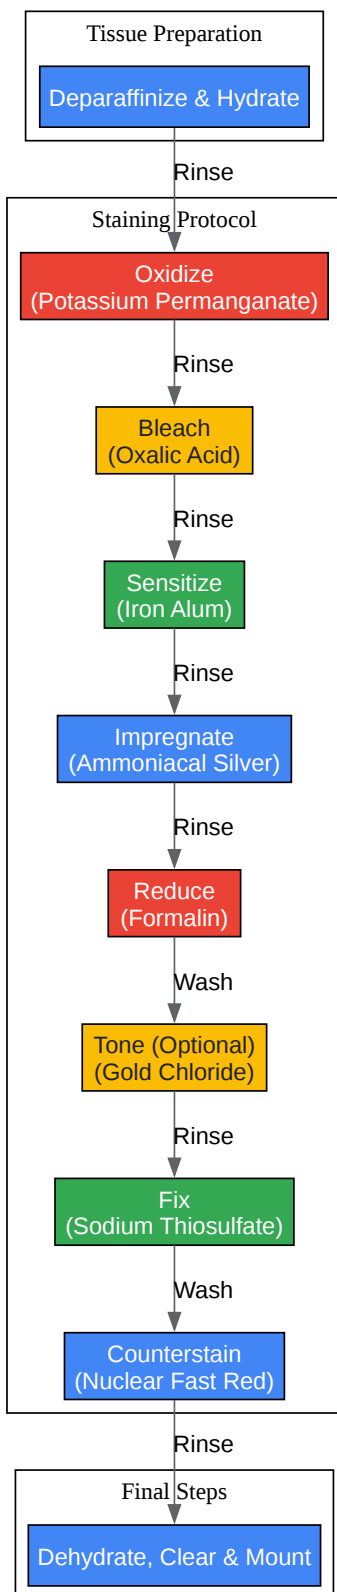 Tissue Preparation
Deparaffinize & Hydrate
Rinse
Staining Protocol
Oxidize
(Potassium Permanganate)
Rinse
Bleach
(Oxalic Acid)
Rinse
Sensitize
(Iron Alum)
Rinse
Impregnate
(Ammoniacal Silver)
Rinse
Reduce
(Formalin)
Wash
Tone (Optional)
(Gold Chloride)
Rinse
Fix
(Sodium Thiosulfate)
Wash
Counterstain
(Nuclear Fast Red)
Rinse
Final Steps
Dehydrate, Clear & Mount